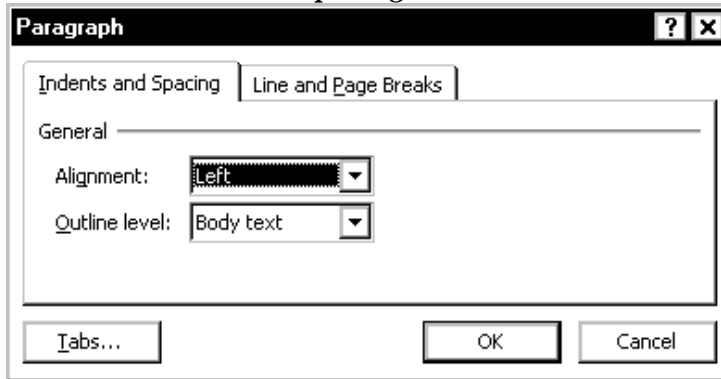 Paragraph
Indents and Spacing
Line and Page Breaks
General
Alignment: Left
Outline level: Body text
Tabs...
OK
Cancel